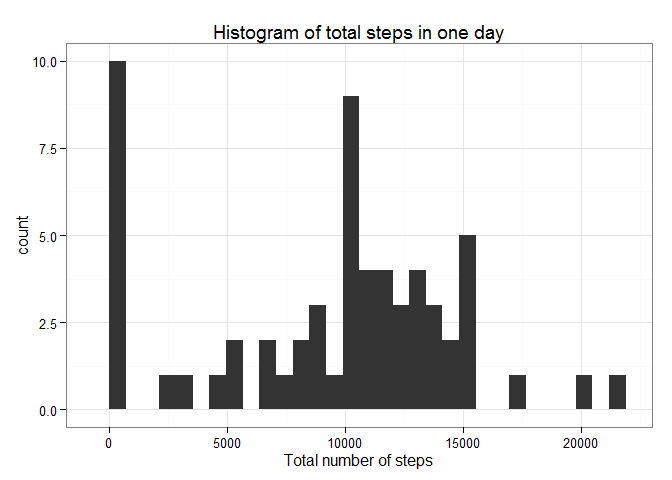 Histogram of total steps in one day
10.0
7.5
5.0
2.5
0.0
count
0 5000 10000 15000 20000
Total number of steps